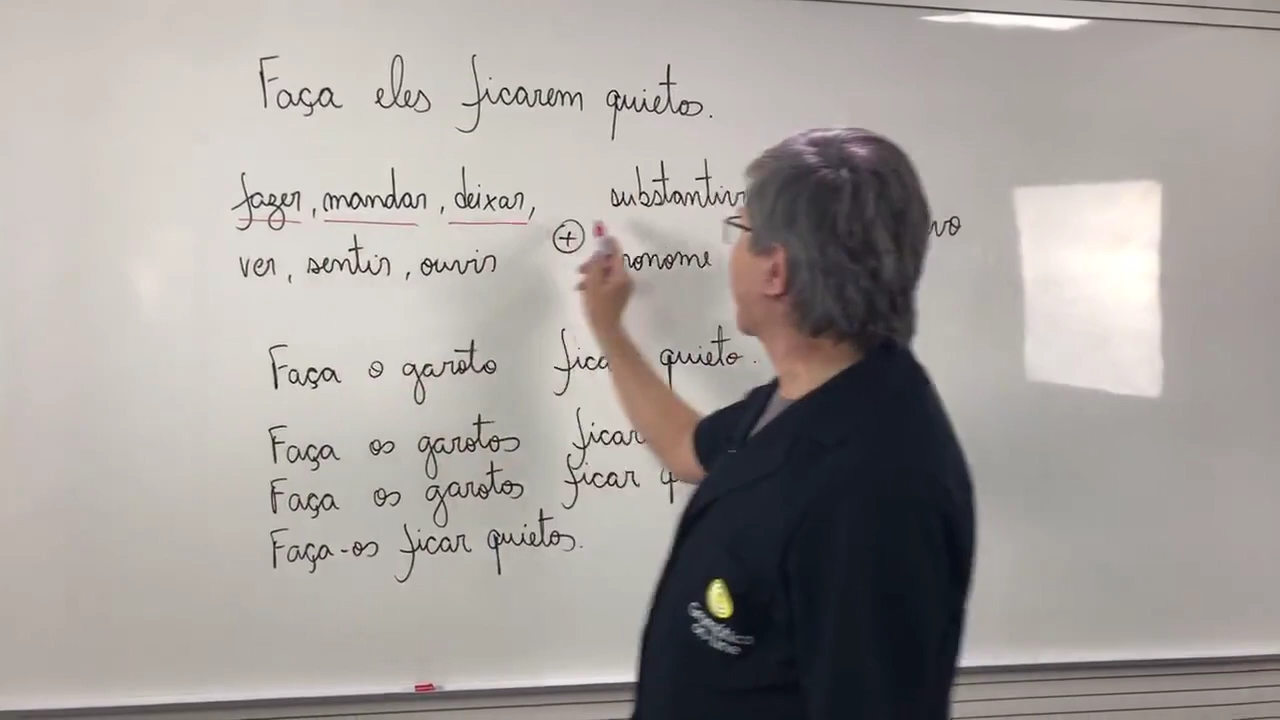 Faça eles ficarem quietos.
fazer, mandar, deixar, substantivo
+
ver, sentir, ouvir pronome
Faça o garoto ficar quieto.
Faça os garotos
Faça os garotos ficar
Faça-os ficar quietos.